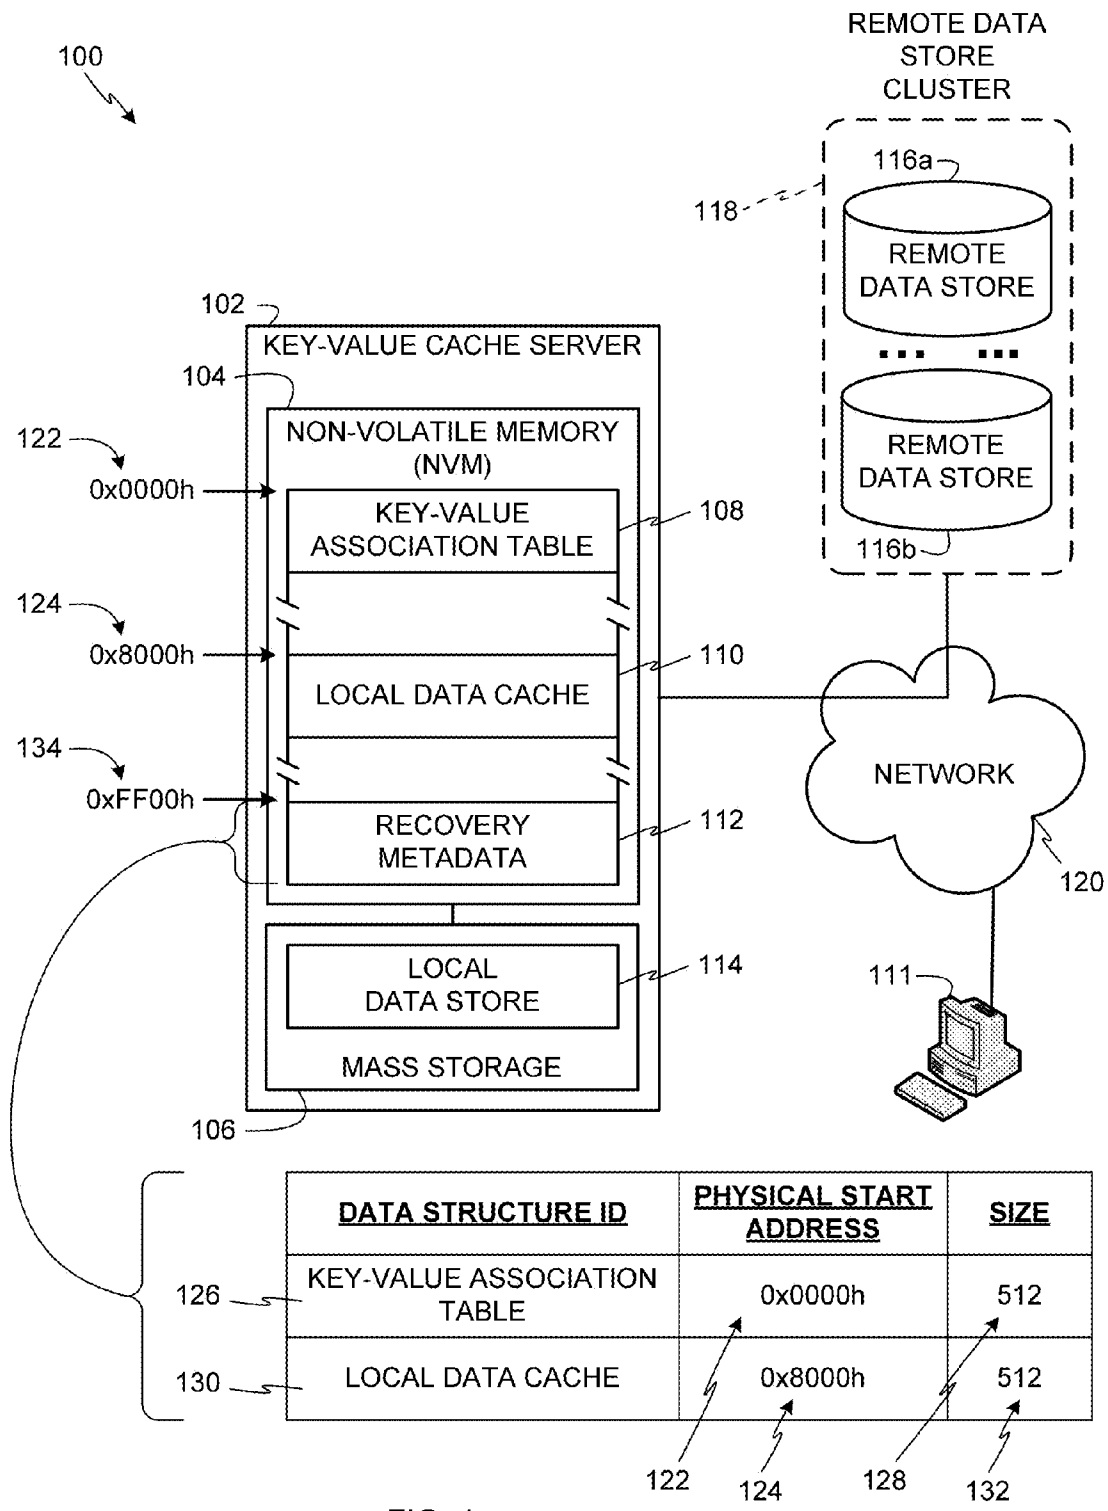 REMOTE DATA
STORE
CLUSTER
100
116a
118
REMOTE
DATA STORE
102
KEY-VALUE CACHE SERVER
104
NON-VOLATILE MEMORY
(NVM)
REMOTE
DATA STORE
122
0x0000h
KEY-VALUE
ASSOCIATION TABLE
108
116b
124
0x8000h
110
LOCAL DATA CACHE
134
0xFF00h
NETWORK
RECOVERY
METADATA
112
120
LOCAL
DATA STORE
114
111
MASS STORAGE
106
DATA STRUCTURE ID
PHYSICAL START
ADDRESS
SIZE
126
KEY-VALUE ASSOCIATION
TABLE
0x0000h
512
130
LOCAL DATA CACHE
0x8000h
512
122
124
128
132